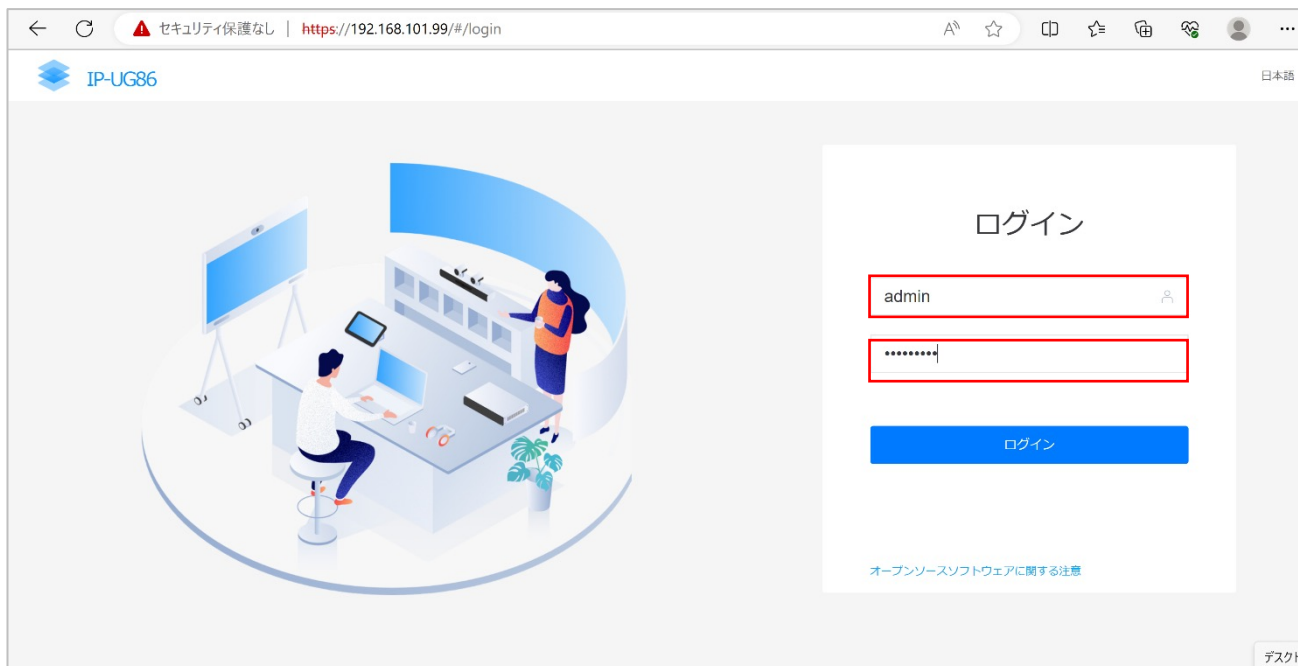 セキュリティ保護なし | https://192.168.101.99/#/login
IP-UG86
日本語
ログイン
admin
•••••••••
ログイン
オープンソースソフトウェアに関する注意
デスクト